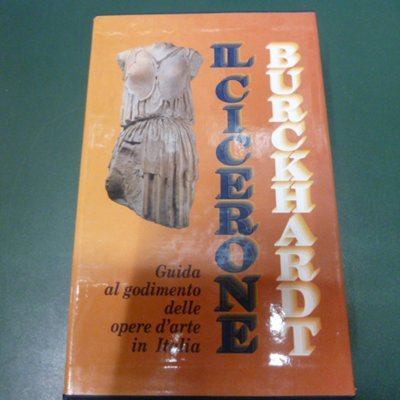 IL CICERONE
BURCKHARDT
Guida
al godimento
delle
opere d'arte
in Italia